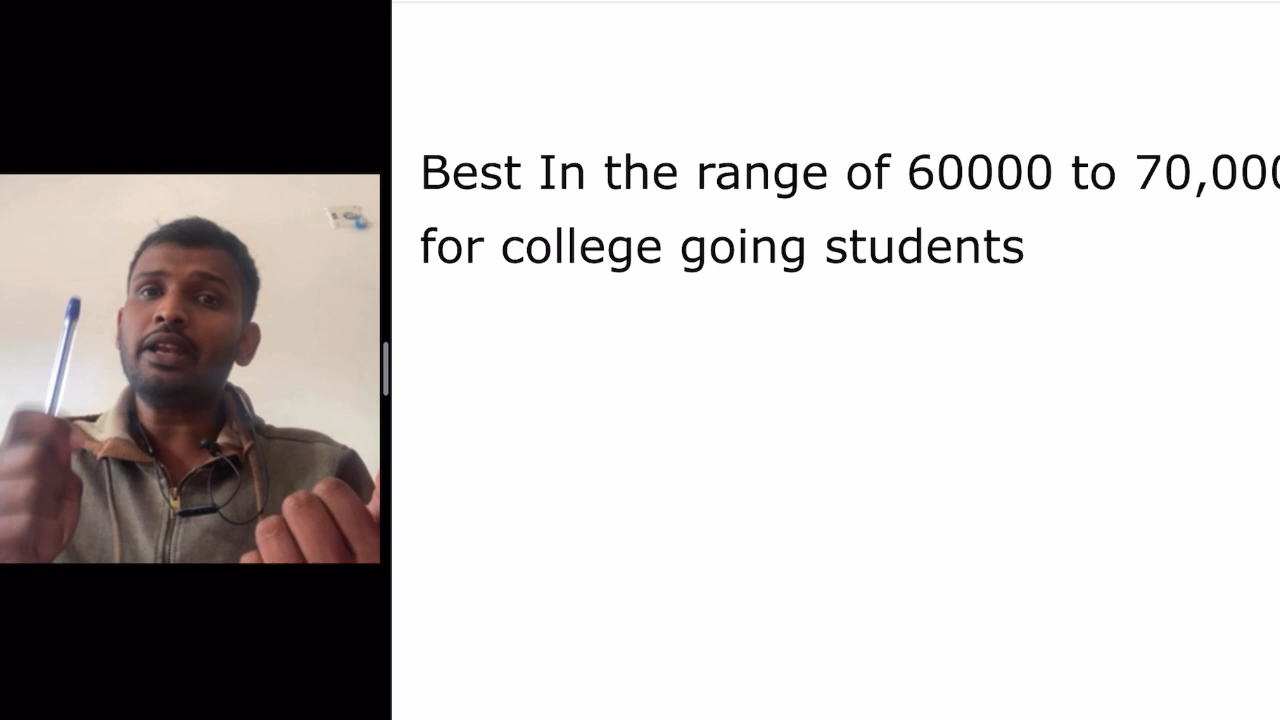 Best In the range of 60000 to 70,000
for college going students